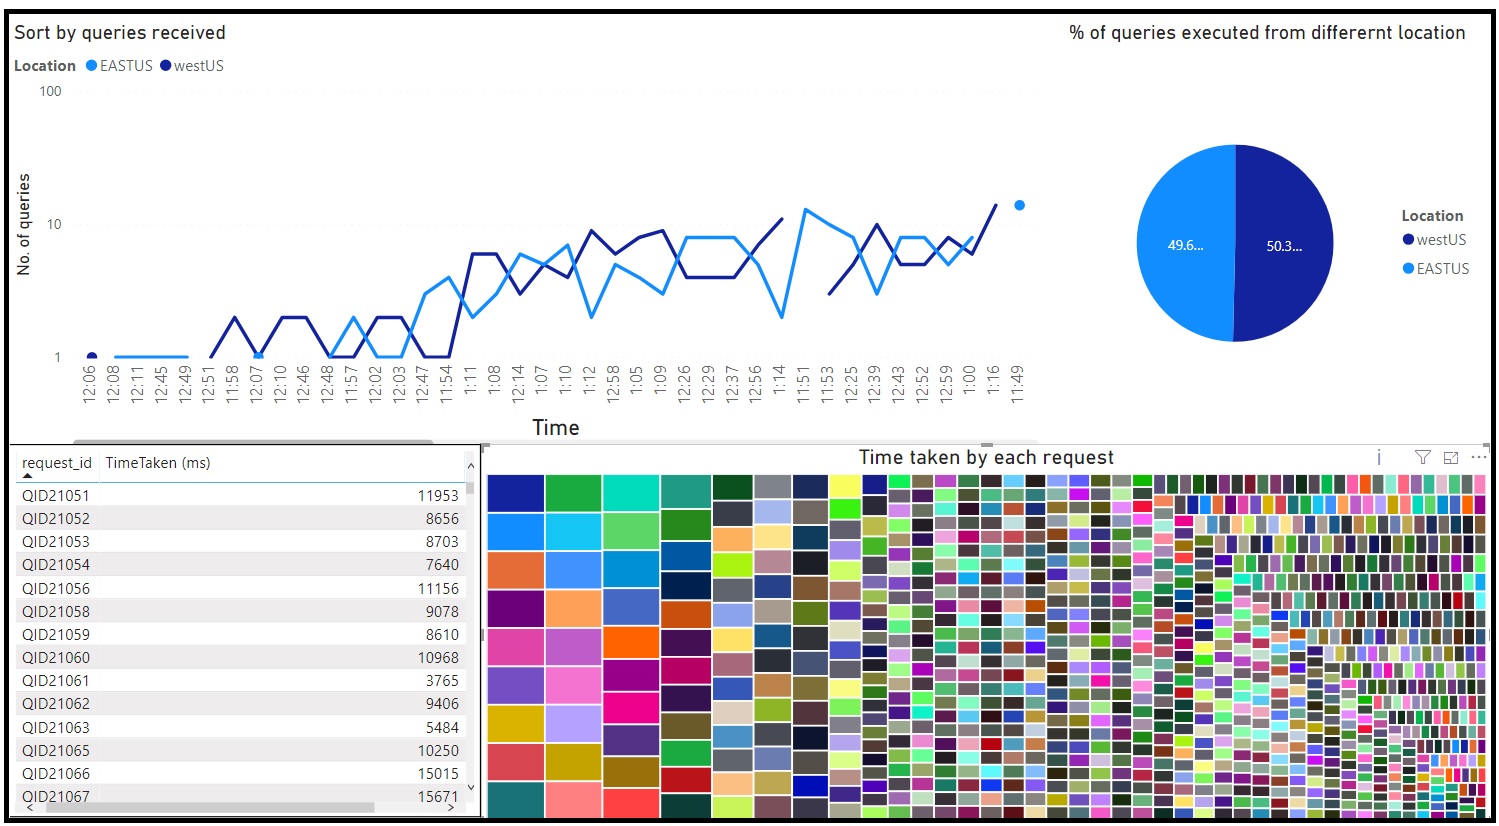 Sort by queries received
Location EASTUS westUS
100
10
1
No. of queries
12:06 12:08 12:11 12:45 12:49 12:51 11:58 12:07 12:10 12:46 12:48 11:57 12:02 12:03 12:47 11:54 1:11 1:08 12:14 1:07 1:10 1:12 12:58 1:05 1:09 12:26 12:29 12:37 12:56 1:14 11:51 11:53 12:25 12:39 12:43 12:52 12:59 1:00 1:16 11:49
Time
% of queries executed from differernt location
49.6...
50.3...
Location
westUS
EASTUS
request_id TimeTaken (ms)
QID21051 11953
QID21052 8656
QID21053 8703
QID21054 7640
QID21056 11156
QID21058 9078
QID21059 8610
QID21060 10968
QID21061 3765
QID21062 9406
QID21063 5484
QID21065 10250
QID21066 15015
QID21067 15671
Time taken by each request